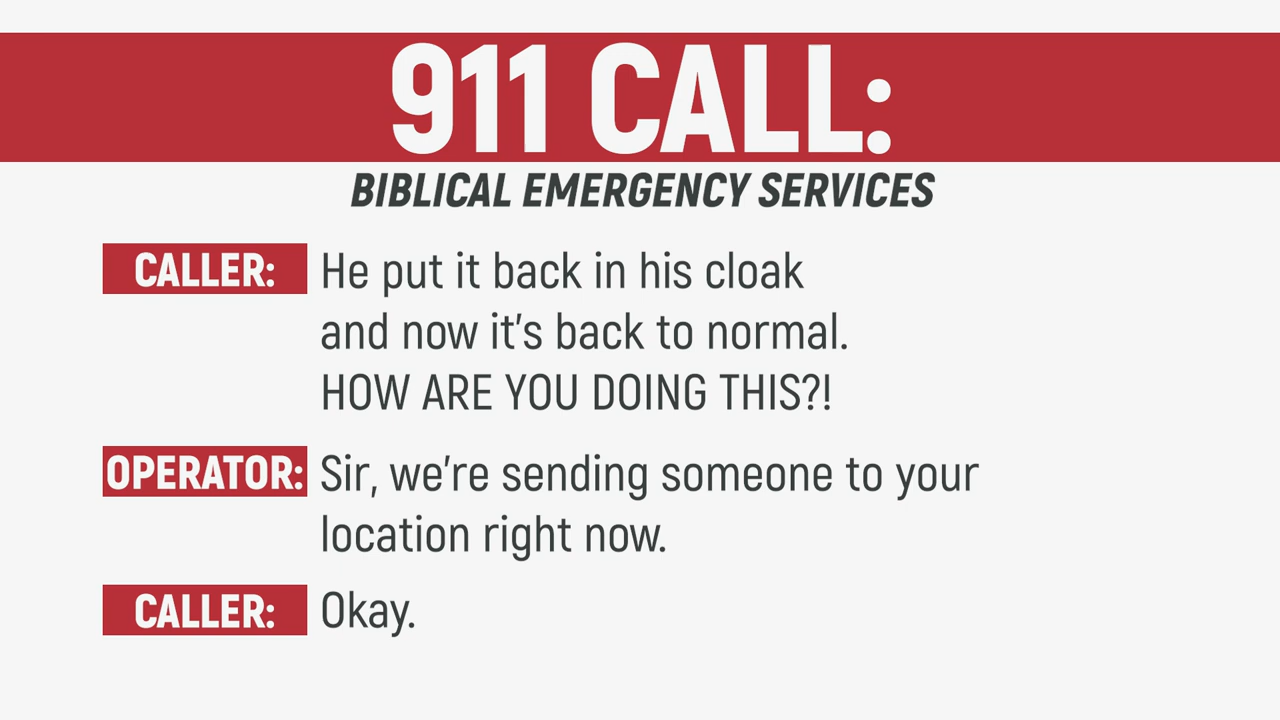 911 CALL:
BIBLICAL EMERGENCY SERVICES
CALLER: He put it back in his cloak
and now it's back to normal.
HOW ARE YOU DOING THIS?!
OPERATOR: Sir, we're sending someone to your
location right now.
CALLER: Okay.